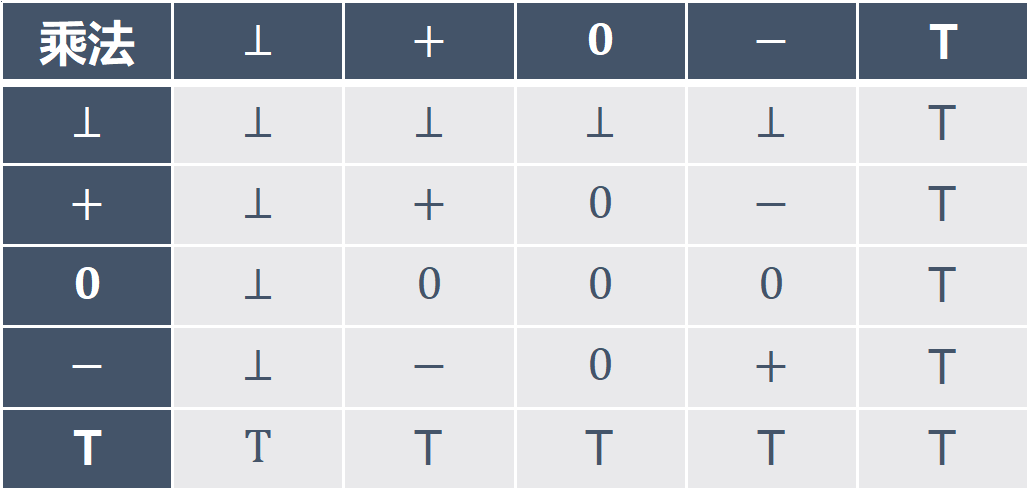 乘法 ⊥ + 0 − T
⊥ ⊥ ⊥ ⊥ ⊥ T
+ ⊥ + 0 − T
0 ⊥ 0 0 0 T
− ⊥ − 0 + T
T T T T T T